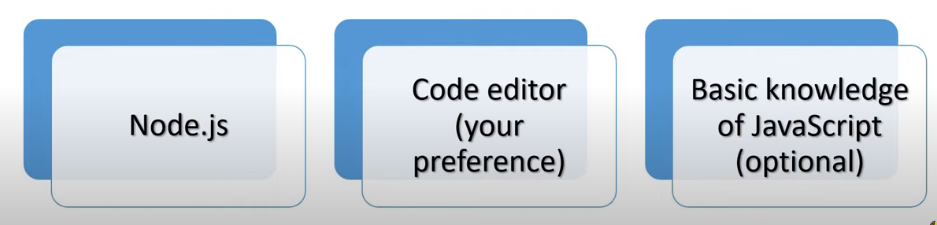 Node.js
Code editor
(your
preference)
Basic knowledge
of JavaScript
(optional)